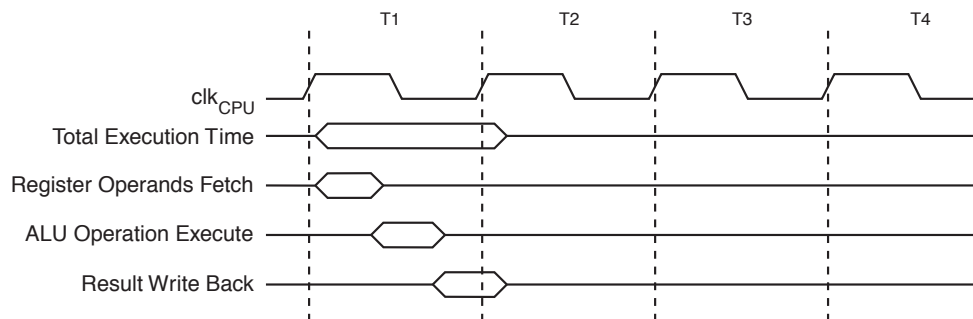 T1 T2 T3 T4
clkCPU
Total Execution Time
Register Operands Fetch
ALU Operation Execute
Result Write Back